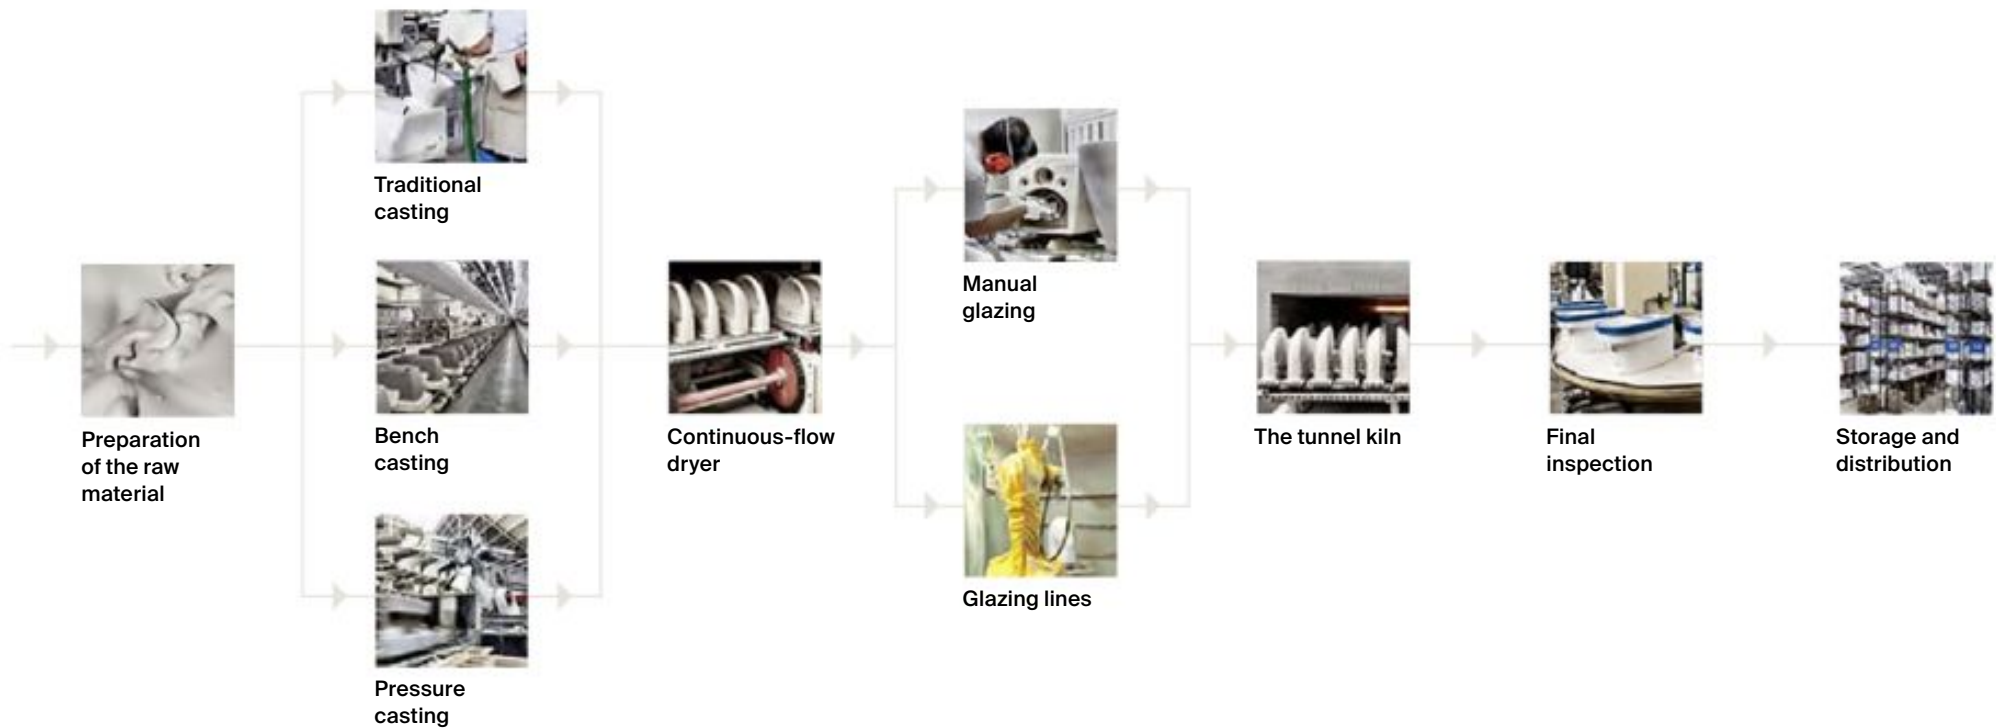 Preparation
of the raw
material
Traditional
casting
Bench
casting
Pressure
casting
Continuous-flow
dryer
Manual
glazing
Glazing lines
The tunnel kiln
Final
inspection
Storage and
distribution